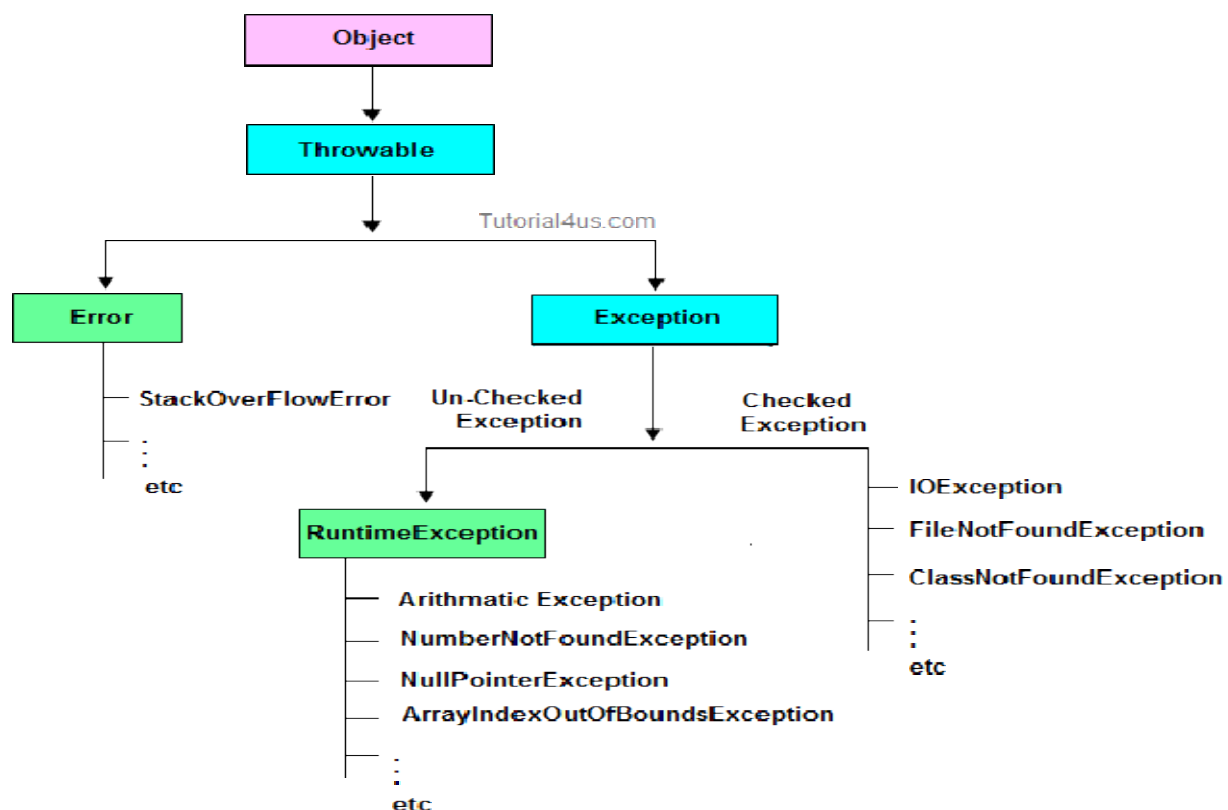 Object
Throwable
Tutorial4us.com
Error
Exception
StackOverFlowError
:
etc
Un-Checked
Exception
Checked
Exception
RuntimeException
Arithmatic Exception
NumberNotFoundException
NullPointerException
ArrayIndexOutOfBoundsException
:
etc
IOException
FileNotFoundException
ClassNotFoundException
:
etc